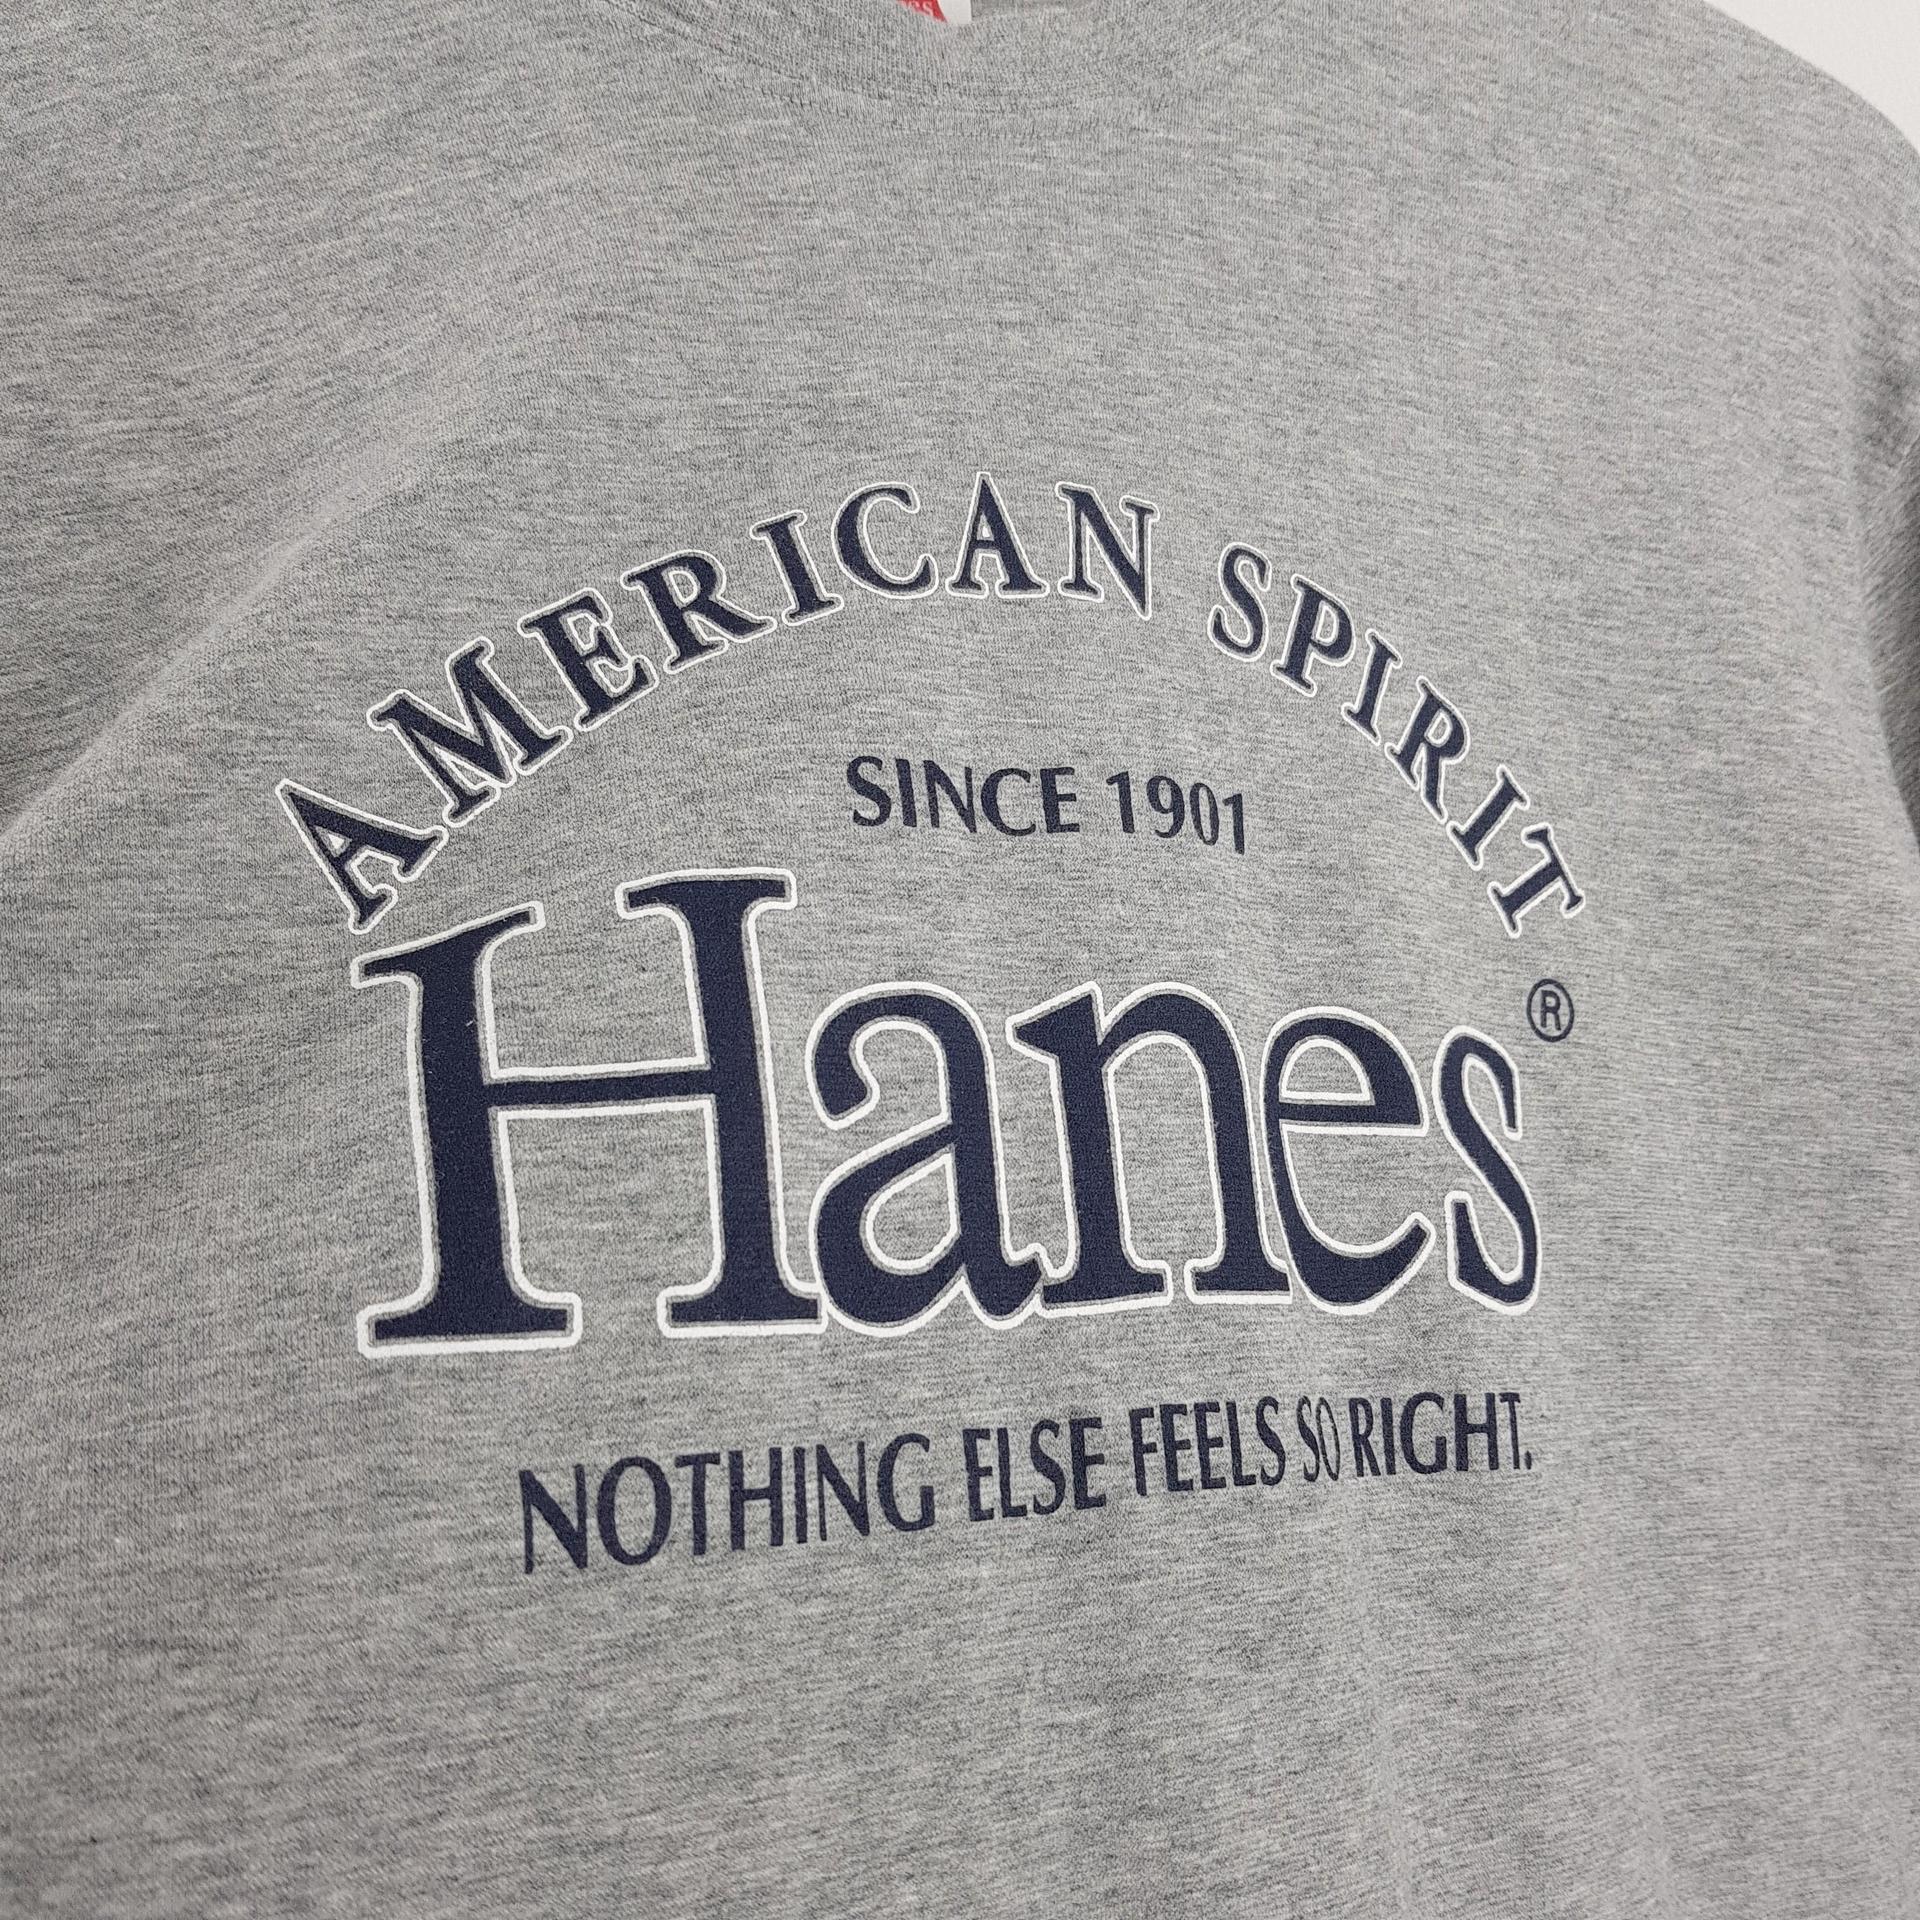 AMERICAN SPIRIT
SINCE 1901
Hanes®
NOTHING ELSE FEELS SO RIGHT.